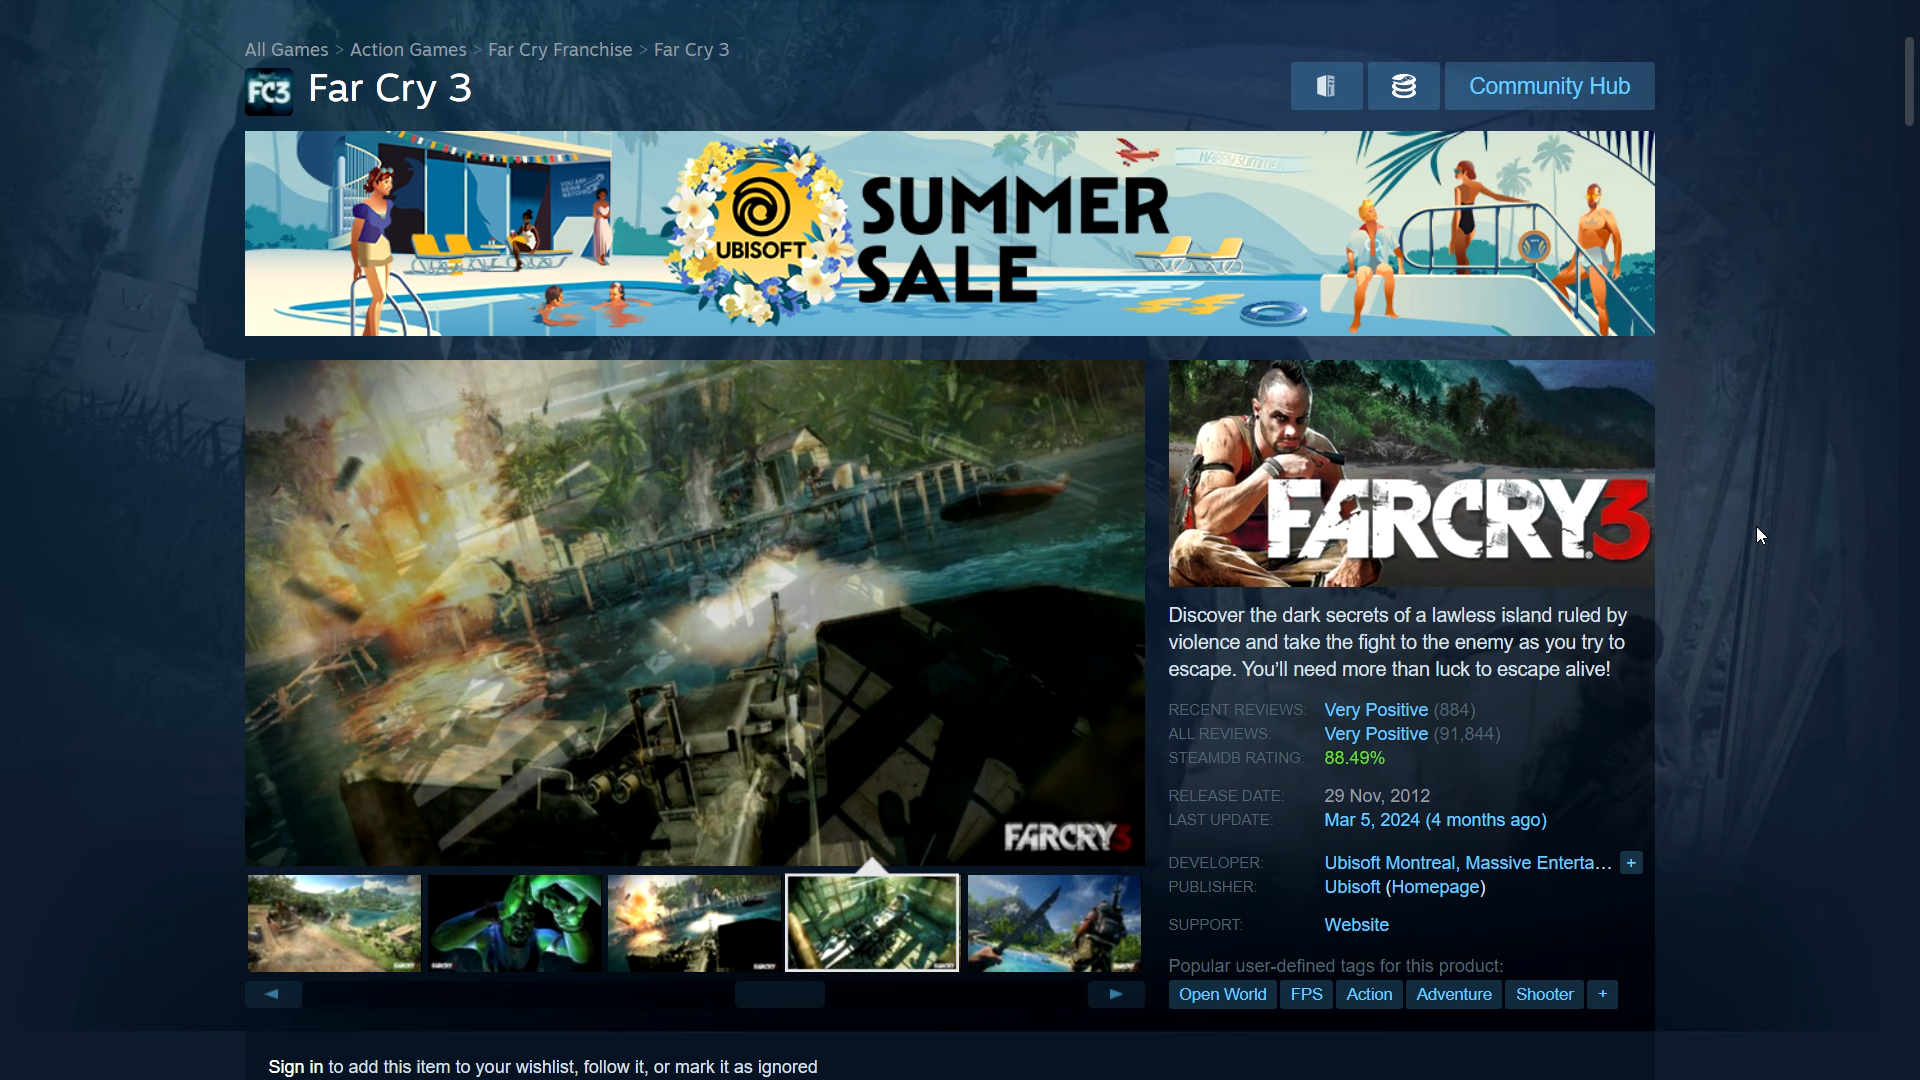 All Games > Action Games > Far Cry Franchise > Far Cry 3
FC3
Far Cry 3
Community Hub
YOU ARE
BEING
WATCHED
HAPPY SUMMER
UBISOFT
SUMMER
SALE
FARCRY3
FARCRY3
Discover the dark secrets of a lawless island ruled by
violence and take the fight to the enemy as you try to
escape. You’ll need more than luck to escape alive!
RECENT REVIEWS: Very Positive (884)
ALL REVIEWS: Very Positive (91,844)
STEAMDB RATING: 88.49%
RELEASE DATE: 29 Nov, 2012
LAST UPDATE: Mar 5, 2024 (4 months ago)
DEVELOPER: Ubisoft Montreal, Massive Enterta... +
PUBLISHER: Ubisoft (Homepage)
SUPPORT: Website
Popular user-defined tags for this product:
Open World FPS Action Adventure Shooter +
Sign in to add this item to your wishlist, follow it, or mark it as ignored